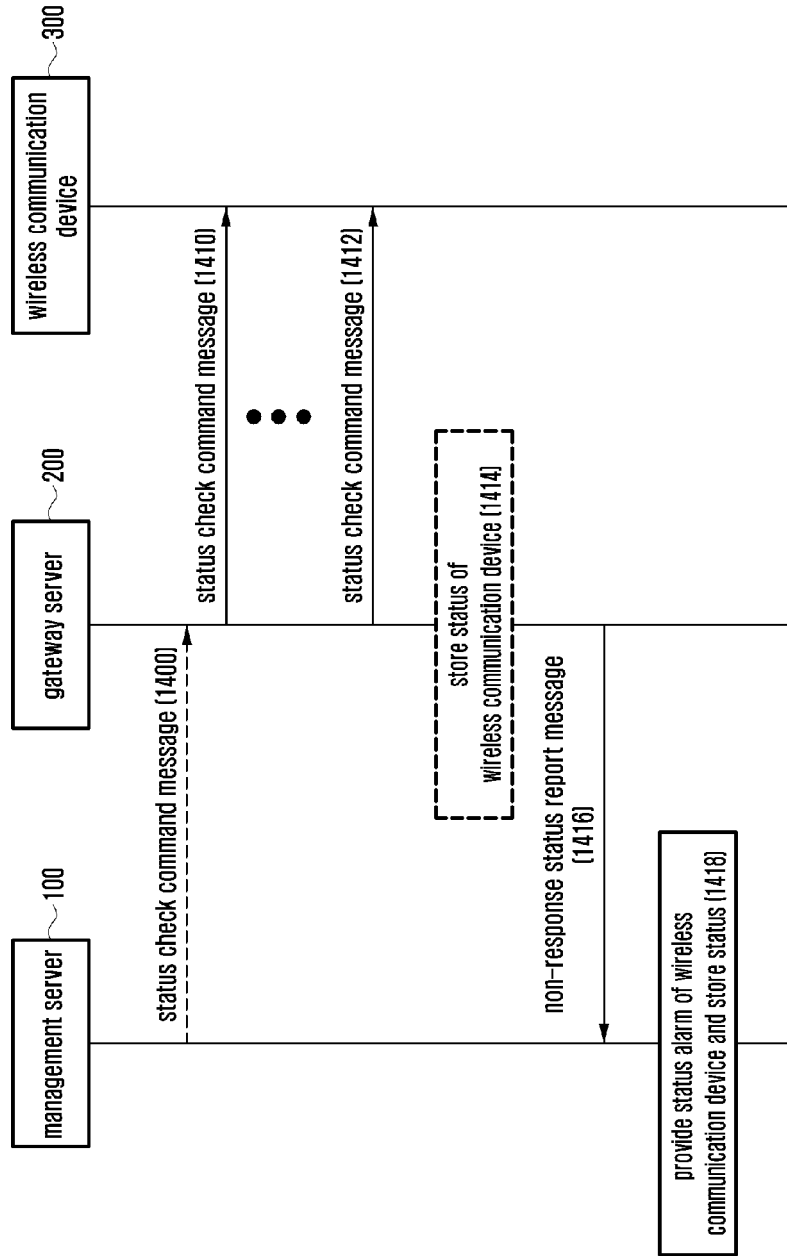 management server
100
gateway server
200
wireless communication
device
300
status check command message (1400)
status check command message (1410)
status check command message (1412)
store status of
wireless communication device (1414)
non-response status report message
(1416)
provide status alarm of wireless
communication device and store status (1418)